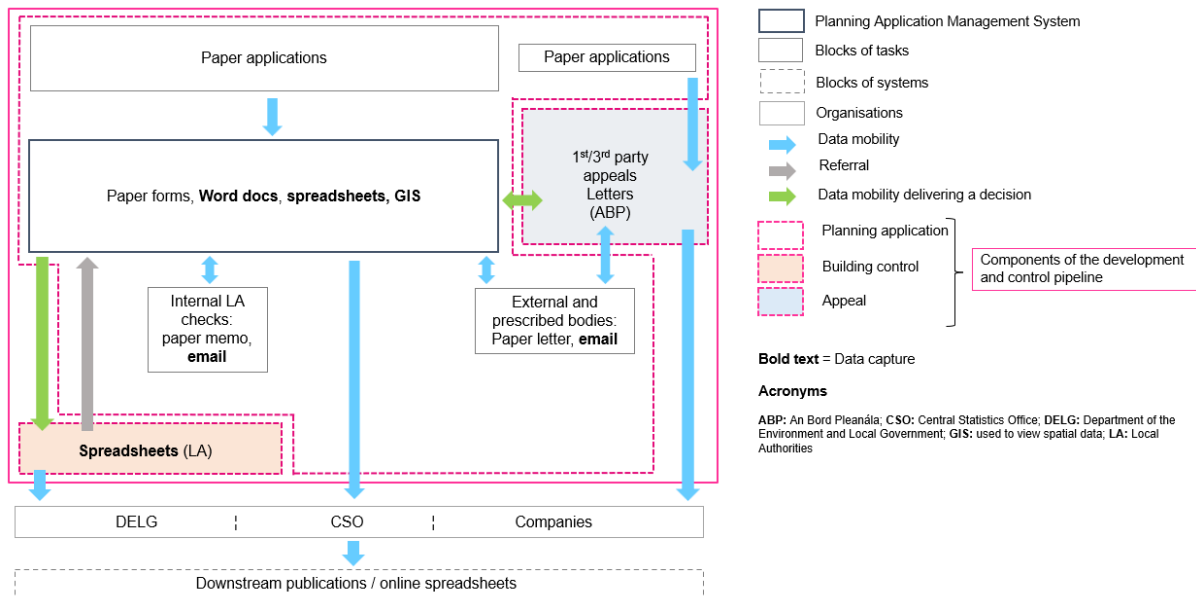 Paper applications
Paper applications
1st/3rd party
appeals
Letters
(ABP)
Paper forms, Word docs, spreadsheets, GIS
Internal LA
checks:
paper memo,
email
External and
prescribed bodies:
Paper letter, email
Spreadsheets (LA)
DELG ¦ CSO ¦ Companies
Downstream publications / online spreadsheets
Planning Application Management System
Blocks of tasks
Blocks of systems
Organisations
Data mobility
Referral
Data mobility delivering a decision
Planning application
Building control
Appeal
Components of the development
and control pipeline
Bold text = Data capture
Acronyms
ABP: An Bord Pleanála; CSO: Central Statistics Office; DELG: Department of the
Environment and Local Government; GIS: used to view spatial data; LA: Local
Authorities